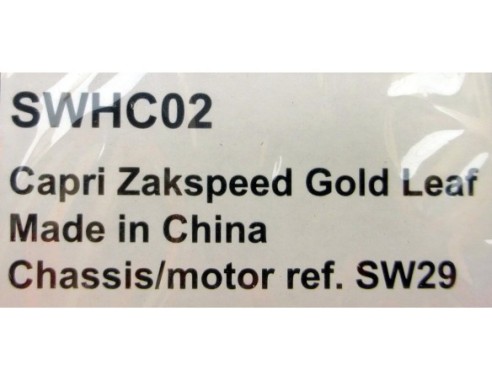 SWHC02
Capri Zakspeed Gold Leaf
Made in China
Chassis/motor ref. SW29